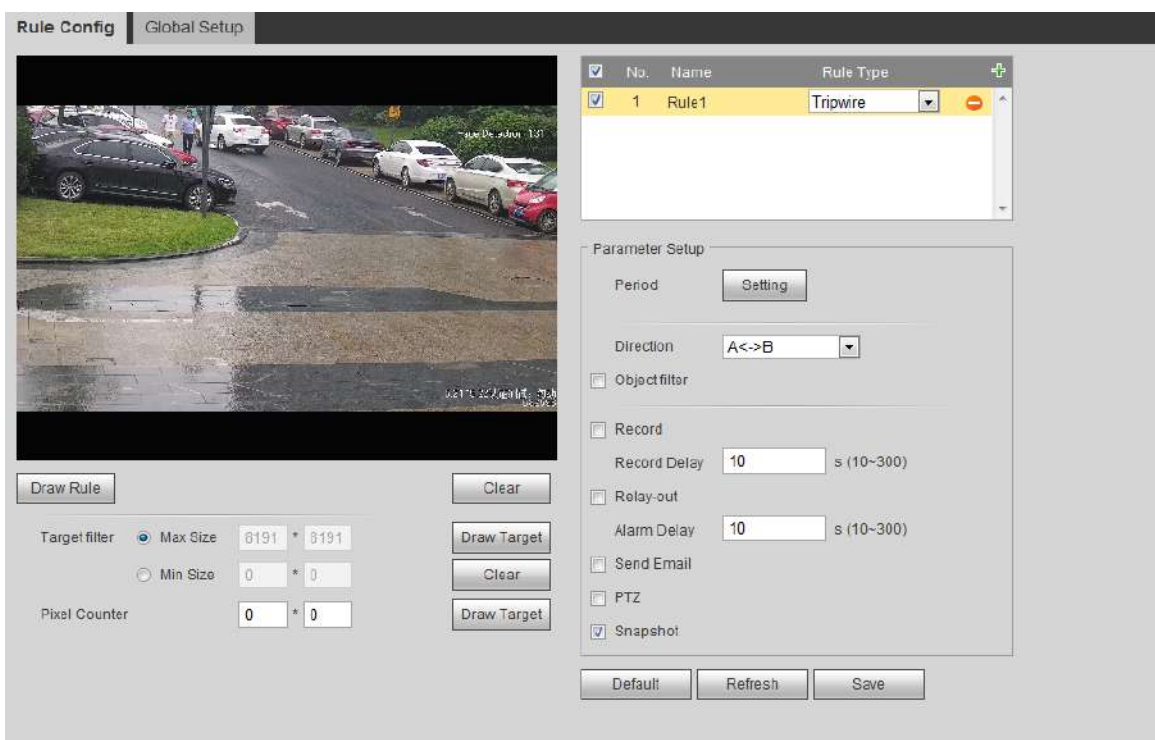 Rule Config Global Setup
No. Name Rule Type
1 Rule1 Tripwire
Parameter Setup
Period Setting
Direction A<->B
Object filter
Record
Record Delay 10 s (10~300)
Relay-out
Alarm Delay 10 s (10~300)
Send Email
PTZ
Snapshot
Default Refresh Save
Draw Rule Clear
Target filter Max Size 8191 * 8191 Draw Target
Min Size 0 * 0 Clear
Pixel Counter 0 * 0 Draw Target